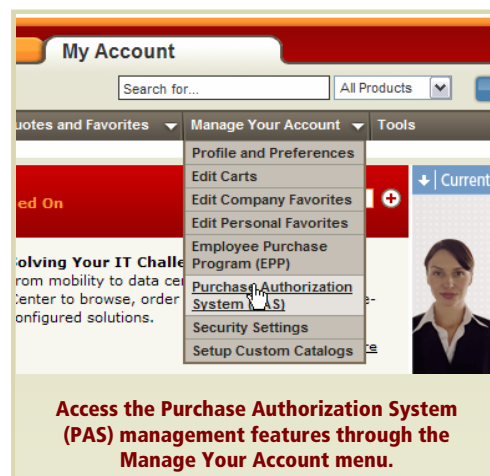 My Account
Search for...
All Products
uotes and Favorites
Manage Your Account
Tools
Profile and Preferences
Edit Carts
Edit Company Favorites
Edit Personal Favorites
Employee Purchase
Program (EPP)
Purchase Authorization
System (PAS)
Security Settings
Setup Custom Catalogs
ed On
Current
olving Your IT Challe
rom mobility to data cen
enter to browse, order
e-
onfigured solutions.
re
Access the Purchase Authorization System
(PAS) management features through the
Manage Your Account menu.